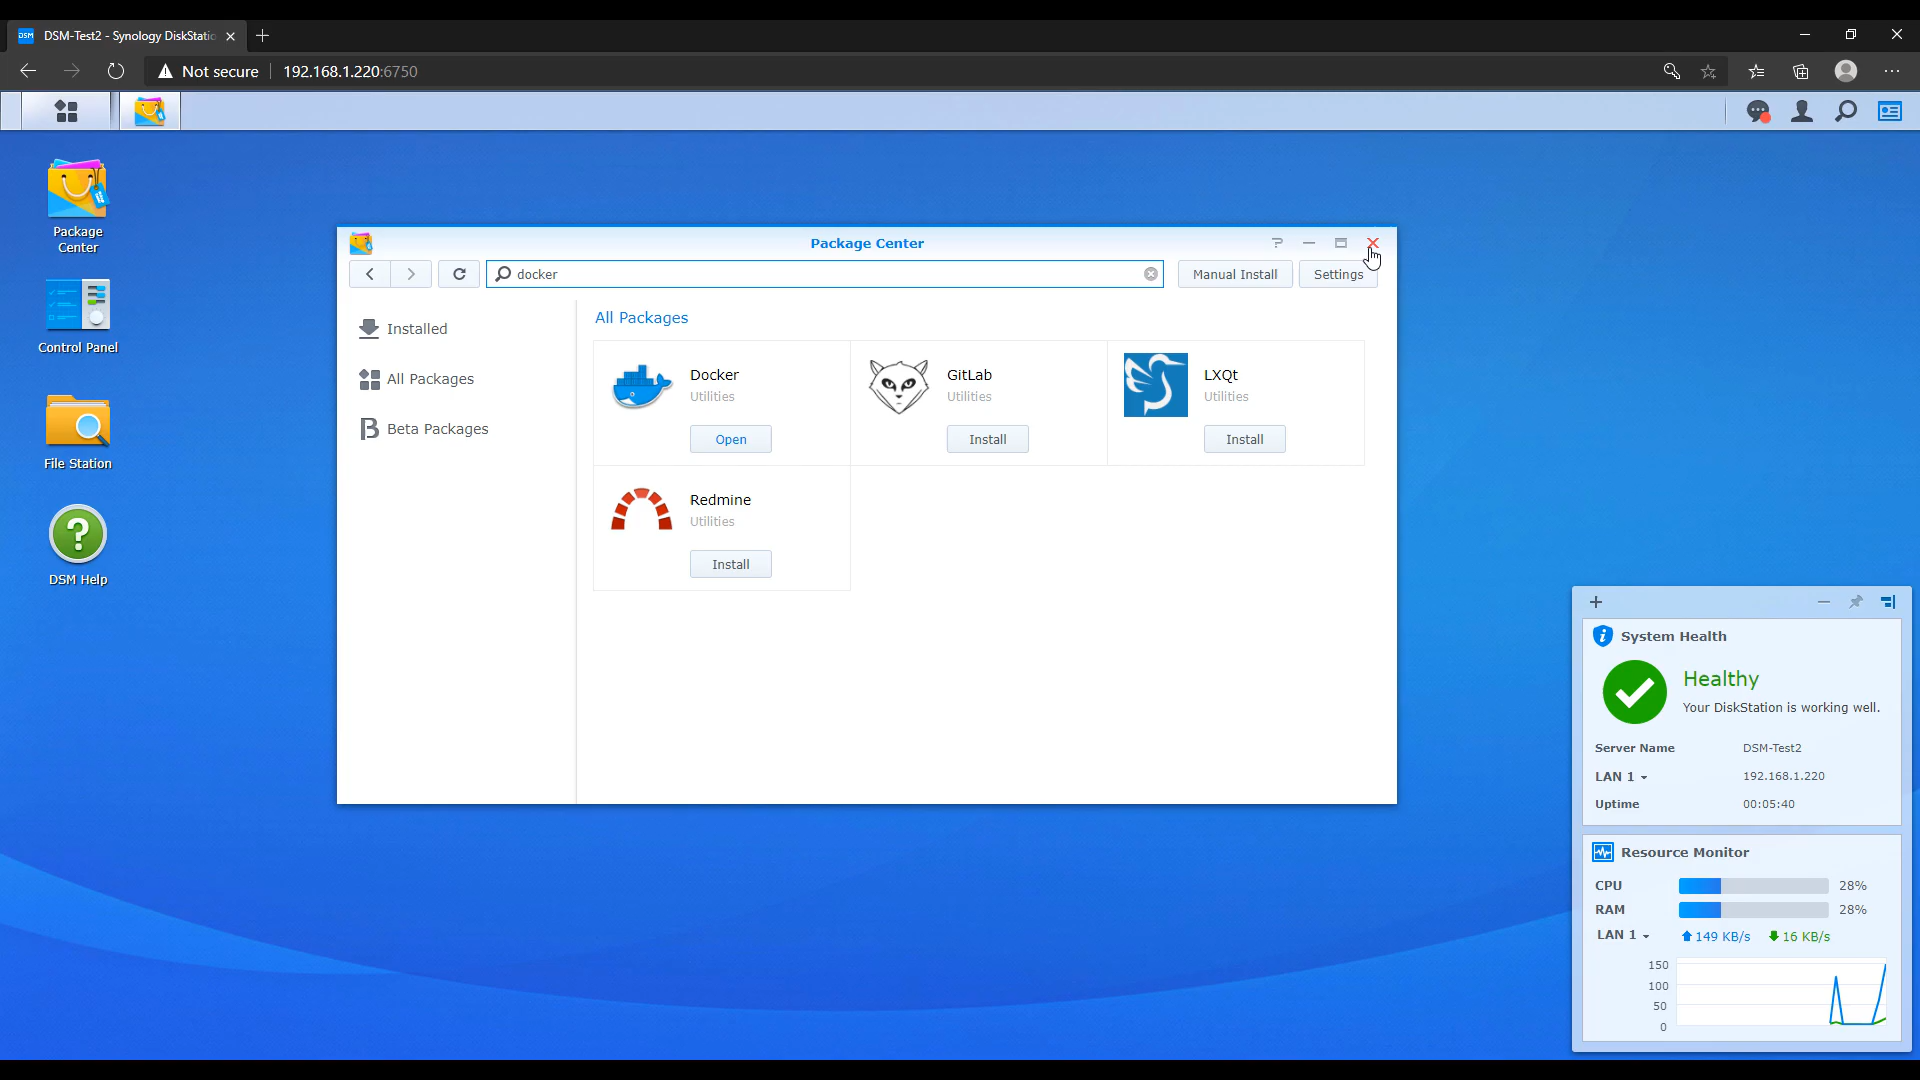 DSM-Test2 - Synology DiskStatio
Not secure
192.168.1.220:6750
Package
Center
Control Panel
File Station
DSM Help
Package Center
docker
Manual Install
Settings
Installed
All Packages
Beta Packages
All Packages
Docker
Utilities
Open
GitLab
Utilities
Install
LXQt
Utilities
Install
Redmine
Utilities
Install
System Health
Healthy
Your DiskStation is working well.
Server Name DSM-Test2
LAN 1 192.168.1.220
Uptime 00:05:40
Resource Monitor
CPU 28%
RAM 28%
LAN 1 149 KB/s 16 KB/s
150
100
50
0